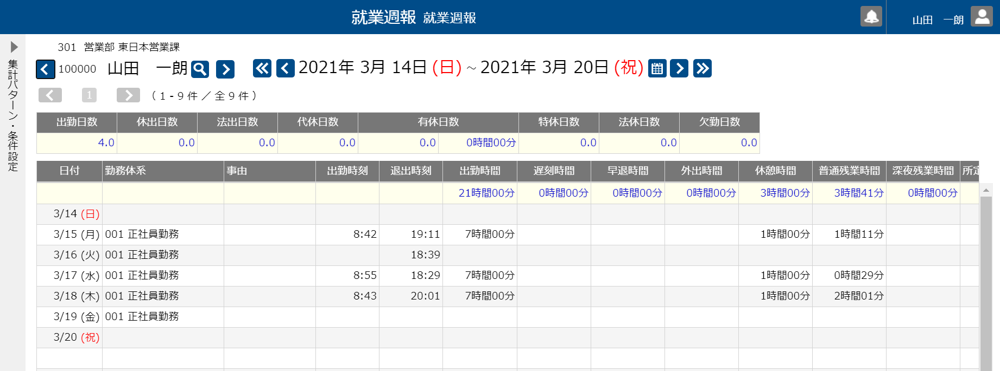 就業週報 就業週報
山田 一朗
集計パターン・条件設定
301 営業部 東日本営業課
100000 山田 一朗 2021年 3月 14日 (日) ~ 2021年 3月 20日 (祝)
1 ( 1 - 9 件 / 全 9 件 )
出勤日数 休出日数 法出日数 代休日数 有休日数 特休日数 法休日数 欠勤日数
4.0 0.0 0.0 0.0 0.0 0時間00分 0.0 0.0 0.0
日付 勤務体系 事由 出勤時刻 退出時刻 出勤時間 遅刻時間 早退時間 外出時間 休憩時間 普通残業時間 深夜残業時間 所定
21時間00分 0時間00分 0時間00分 0時間00分 3時間00分 3時間41分 0時間00分
3/14 (日)
3/15 (月) 001 正社員勤務 8:42 19:11 7時間00分 1時間00分 1時間11分
3/16 (火) 001 正社員勤務 18:39
3/17 (水) 001 正社員勤務 8:55 18:29 7時間00分 1時間00分 0時間29分
3/18 (木) 001 正社員勤務 8:43 20:01 7時間00分 1時間00分 2時間01分
3/19 (金) 001 正社員勤務
3/20 (祝)